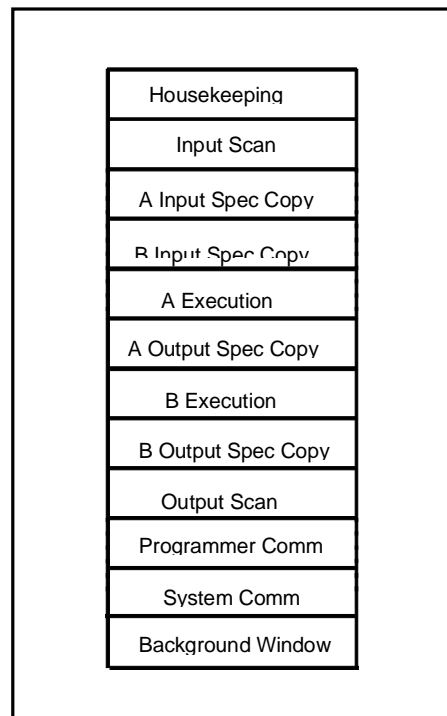 Housekeeping
Input Scan
A Input Spec Copy
B Input Spec Copy
A Execution
A Output Spec Copy
B Execution
B Output Spec Copy
Output Scan
Programmer Comm
System Comm
Background Window